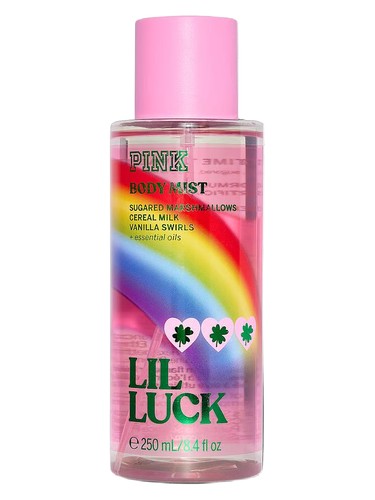 PINK
BODY MIST
SUGARED MARSHMALLOWS
CEREAL MILK
VANILLA SWIRLS
+ essential oils
LIL
LUCK
℮ 250 mL/8.4 fl oz